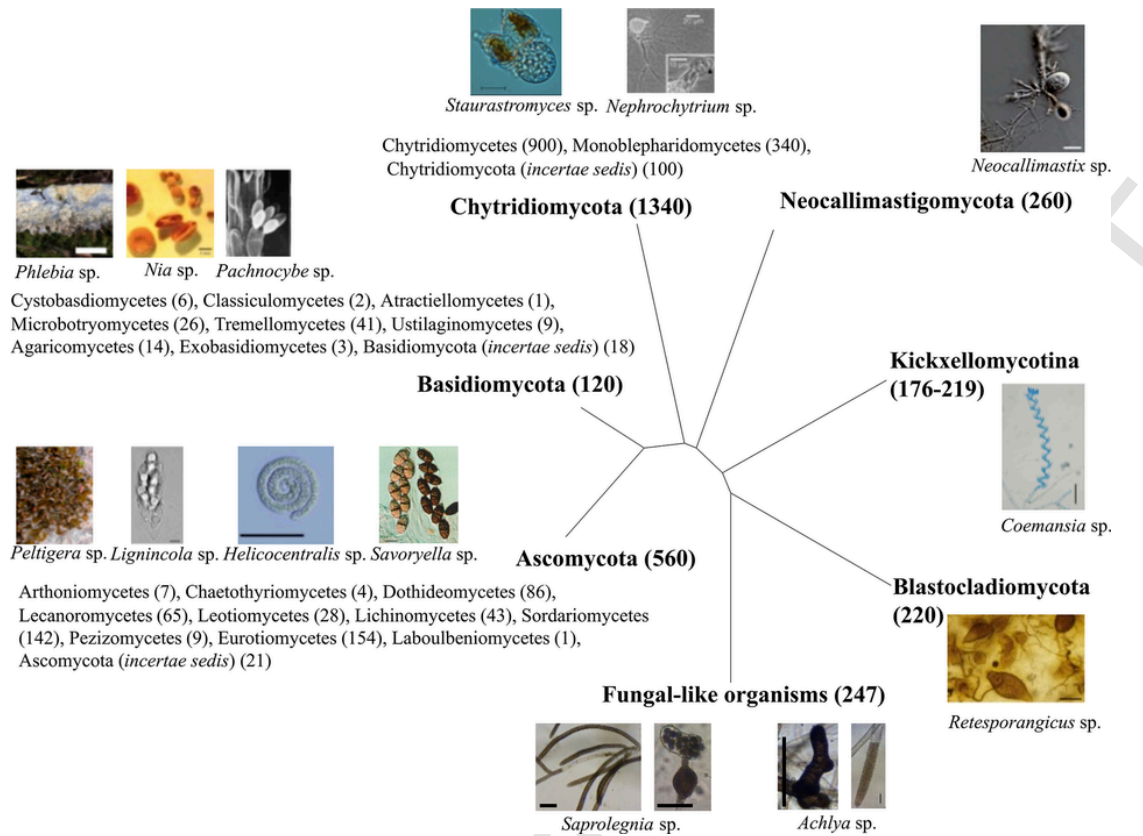 Staurastromyces sp.
Nephrochytrium sp.
Neocallimastix sp.
Chytridiomycetes (900), Monoblepharidomycetes (340),
Chytridiomycota (incertae sedis) (100)
Chytridiomycota (1340)
Neocallimastigomycota (260)
Phlebia sp.
Nia sp.
Pachnocybe sp.
Cystobasdiomycetes (6), Classiculomycetes (2), Atractiellomycetes (1),
Microbotryomycetes (26), Tremellomycetes (41), Ustilaginomycetes (9),
Agaricomycetes (14), Exobasidiomycetes (3), Basidiomycota (incertae sedis) (18)
Basidiomycota (120)
Kickxellomycotina
(176-219)
Coemansia sp.
Peltigera sp.
Lignincola sp.
Helicocentralis sp.
Savoryella sp.
Ascomycota (560)
Arthoniomycetes (7), Chaetothyriomycetes (4), Dothideomycetes (86),
Lecanoromycetes (65), Leotiomycetes (28), Lichinomycetes (43), Sordariomycetes
(142), Pezizomycetes (9), Eurotiomycetes (154), Laboulbeniomycetes (1),
Ascomycota (incertae sedis) (21)
Blastocladiomycota
(220)
Retesporangicus sp.
Fungal-like organisms (247)
Saprolegnia sp.
Achlya sp.